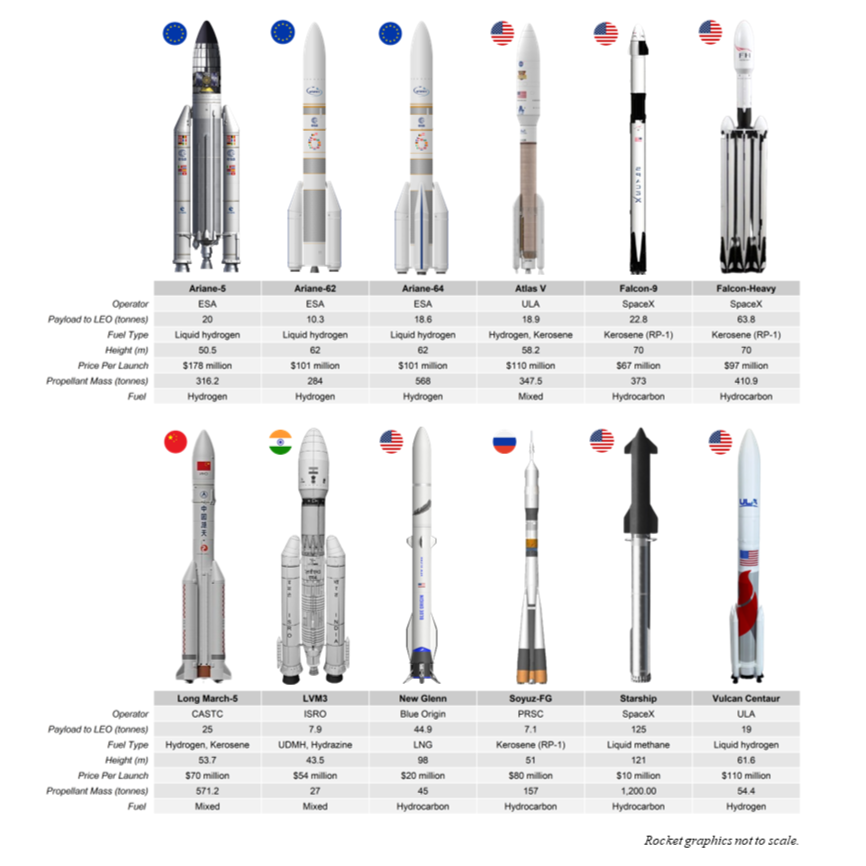 Ariane-5 Ariane-62 Ariane-64 Atlas V Falcon-9 Falcon-Heavy
Operator ESA ESA ESA ULA SpaceX SpaceX
Payload to LEO (tonnes) 20 10.3 18.6 18.9 22.8 63.8
Fuel Type Liquid hydrogen Liquid hydrogen Liquid hydrogen Hydrogen, Kerosene Kerosene (RP-1) Kerosene (RP-1)
Height (m) 50.5 62 62 58.2 70 70
Price Per Launch $178 million $101 million $101 million $110 million $67 million $97 million
Propellant Mass (tonnes) 316.2 284 568 347.5 373 410.9
Fuel Hydrogen Hydrogen Hydrogen Mixed Hydrocarbon Hydrocarbon
Long March-5 LVM3 New Glenn Soyuz-FG Starship Vulcan Centaur
Operator CASTC ISRO Blue Origin PRSC SpaceX ULA
Payload to LEO (tonnes) 25 7.9 44.9 7.1 125 19
Fuel Type Hydrogen, Kerosene UDMH, Hydrazine LNG Kerosene (RP-1) Liquid methane Liquid hydrogen
Height (m) 53.7 43.5 98 51 121 61.6
Price Per Launch $70 million $54 million $20 million $80 million $10 million $110 million
Propellant Mass (tonnes) 571.2 27 45 157 1,200.00 54.4
Fuel Mixed Mixed Hydrocarbon Hydrocarbon Hydrocarbon Hydrogen
Rocket graphics not to scale.